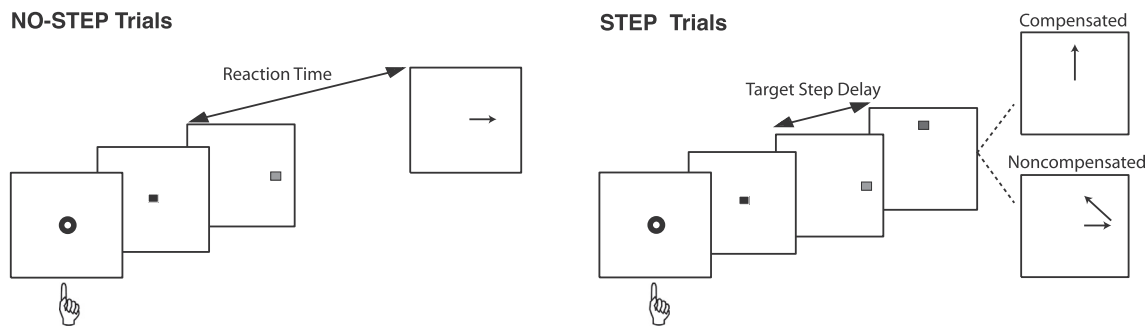 NO-STEP Trials
Reaction Time
STEP Trials
Target Step Delay
Compensated
Noncompensated